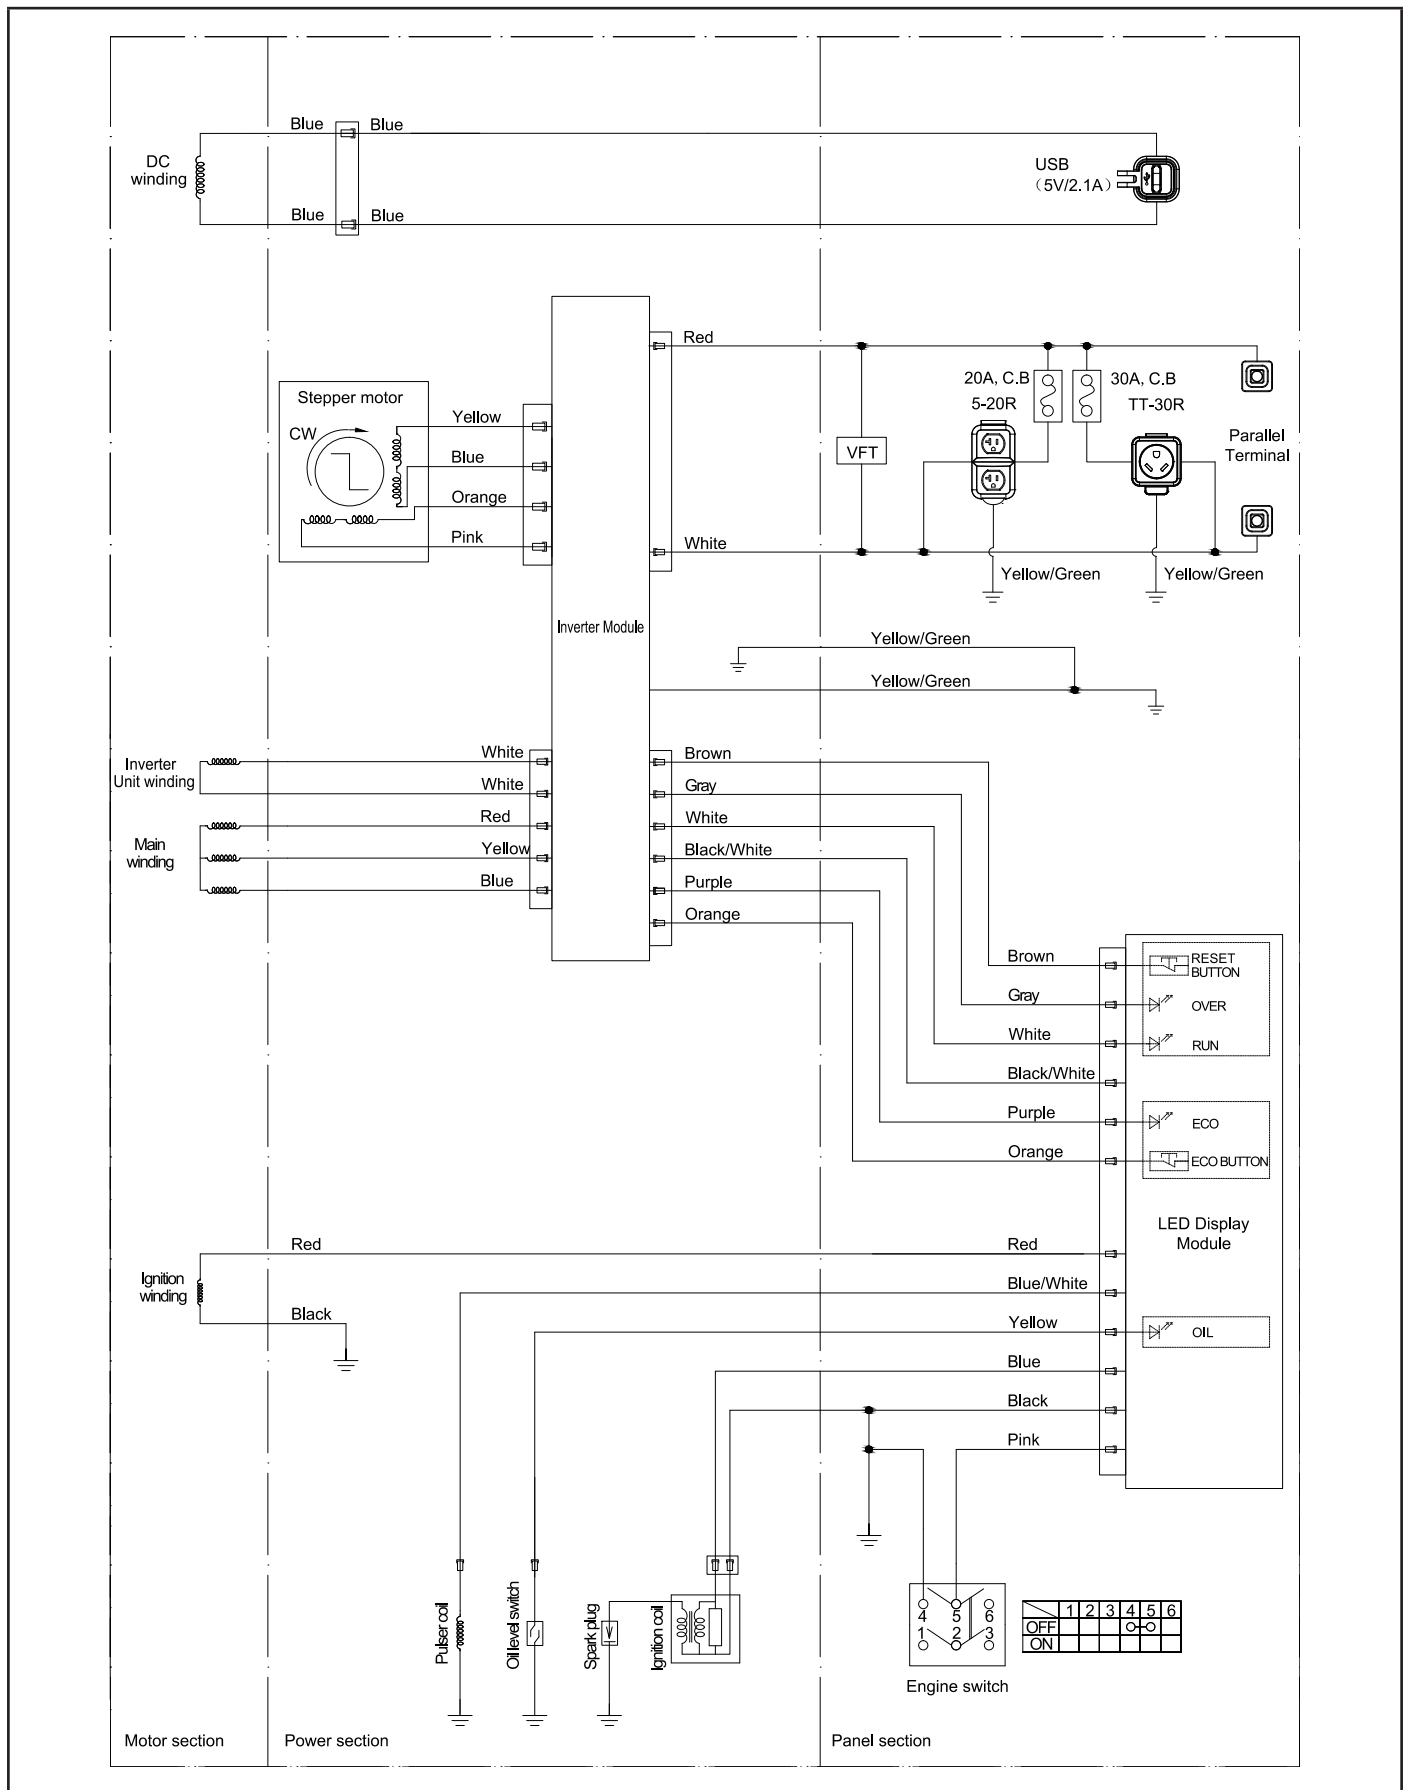 Blue
Blue
DC
winding
USB
（5V/2.1A）
Blue
Blue
Red
Stepper motor
CW
Yellow
Blue
Orange
Pink
20A, C.B
5-20R
30A, C.B
TT-30R
VFT
Parallel
Terminal
White
Yellow/Green
Yellow/Green
Inverter Module
Yellow/Green
Yellow/Green
Inverter
Unit winding
White
White
Main
winding
Red
Yellow
Blue
Brown
Gray
White
Black/White
Purple
Orange
Brown
RESET
BUTTON
Gray
OVER
White
RUN
Black/White
Purple
ECO
Orange
ECO BUTTON
LED Display
Module
Red
Red
Ignition
winding
Black
Blue/White
Yellow
OIL
Blue
Black
Pink
Pulser coil
Oil level switch
Spark plug
Ignition coil
4 5 6
1 2 3
Engine switch
1 2 3 4 5 6
OFF
ON
Motor section
Power section
Panel section